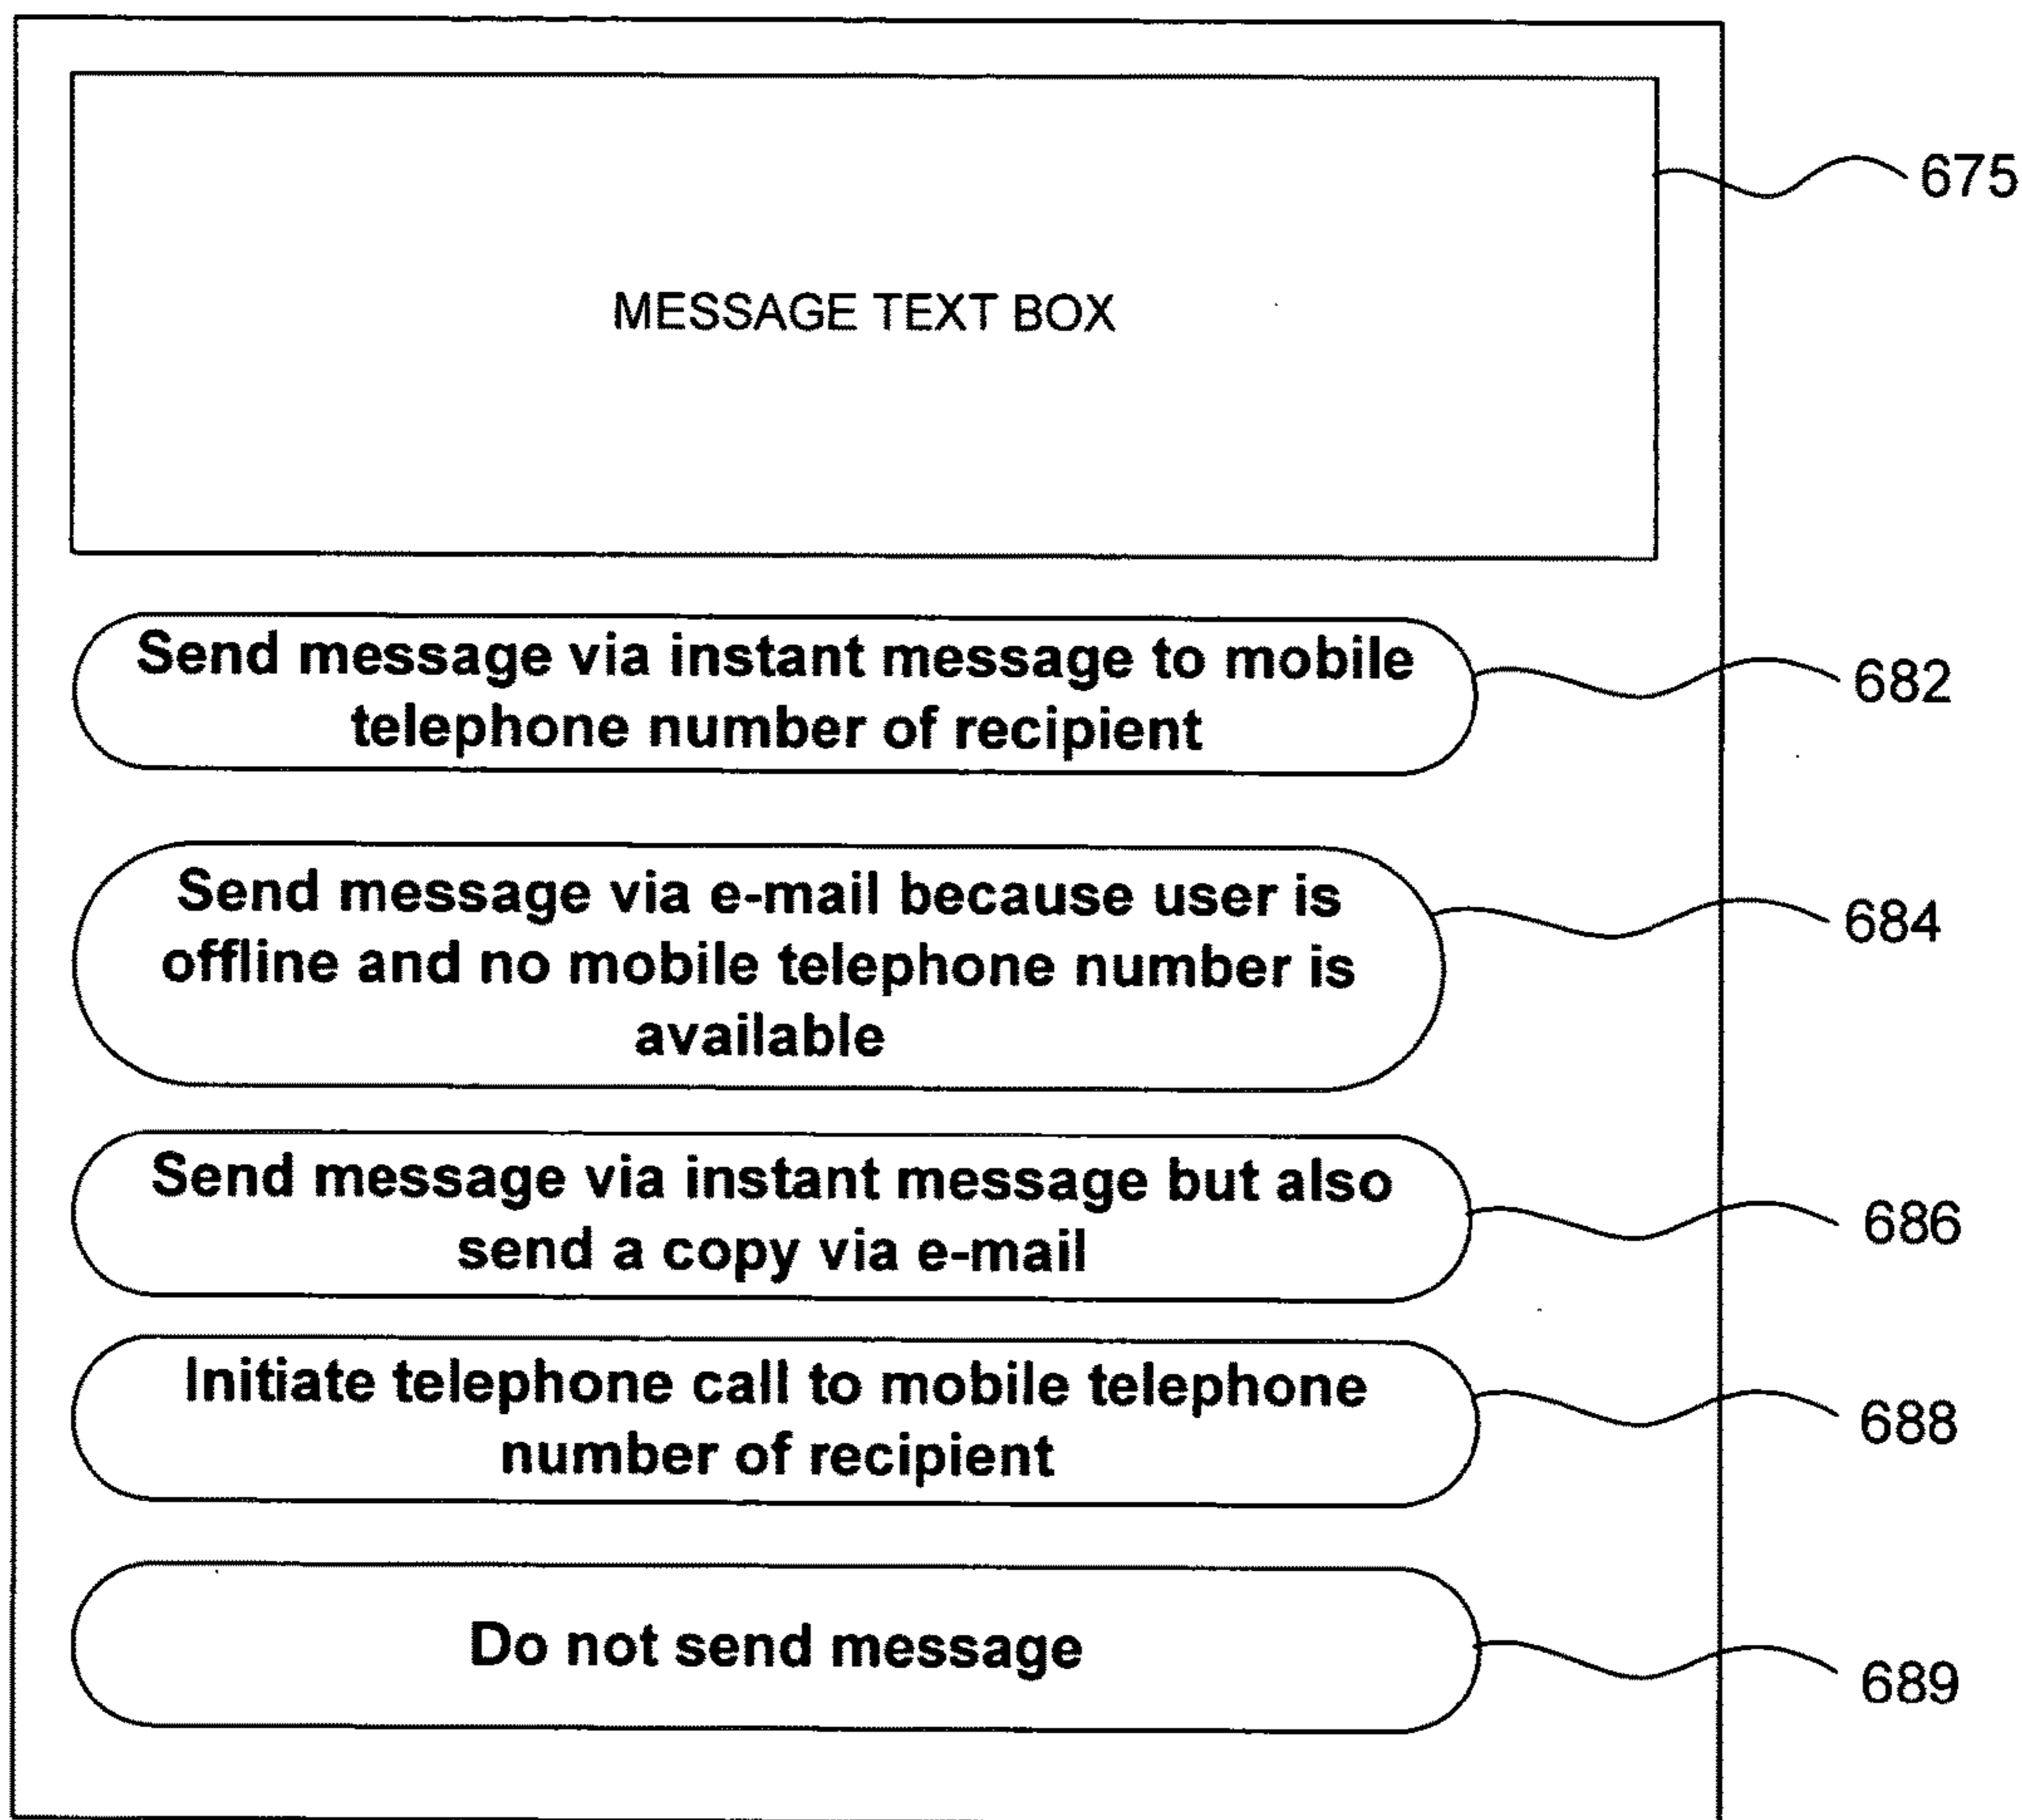 MESSAGE TEXT BOX
675
Send message via instant message to mobile
telephone number of recipient
682
Send message via e-mail because user is
offline and no mobile telephone number is
available
684
Send message via instant message but also
send a copy via e-mail
686
Initiate telephone call to mobile telephone
number of recipient
688
Do not send message
689